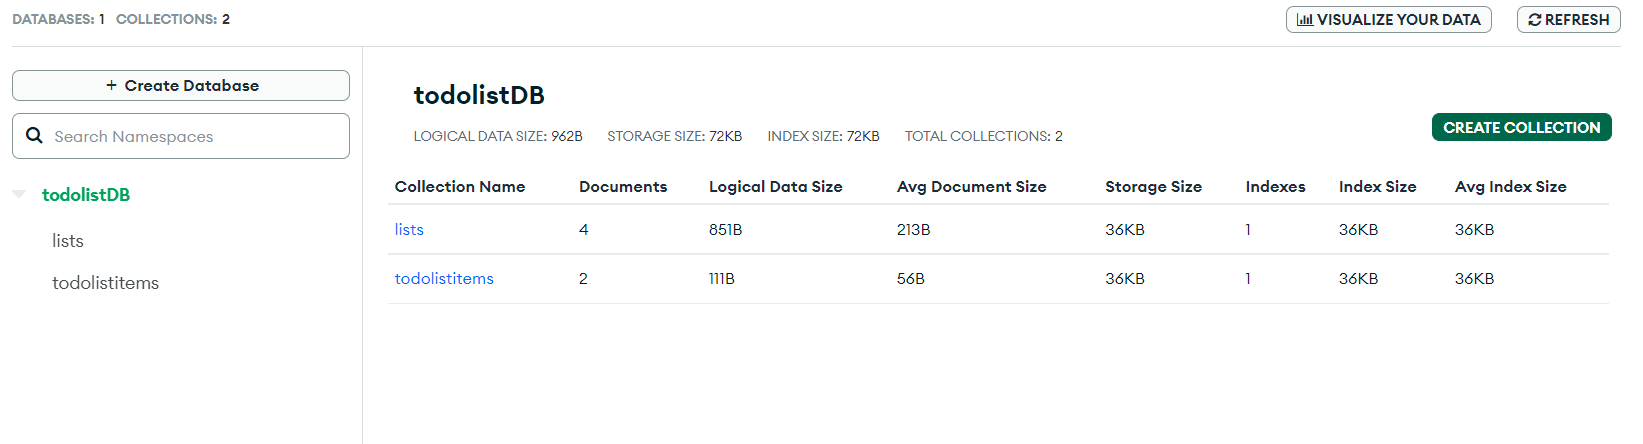 DATABASES: 1 COLLECTIONS: 2
VISUALIZE YOUR DATA
REFRESH
+ Create Database
Search Namespaces
todolistDB
lists
todolistitems
todolistDB
LOGICAL DATA SIZE: 962B STORAGE SIZE: 72KB INDEX SIZE: 72KB TOTAL COLLECTIONS: 2
CREATE COLLECTION
Collection Name Documents Logical Data Size Avg Document Size Storage Size Indexes Index Size Avg Index Size
lists 4 851B 213B 36KB 1 36KB 36KB
todolistitems 2 111B 56B 36KB 1 36KB 36KB